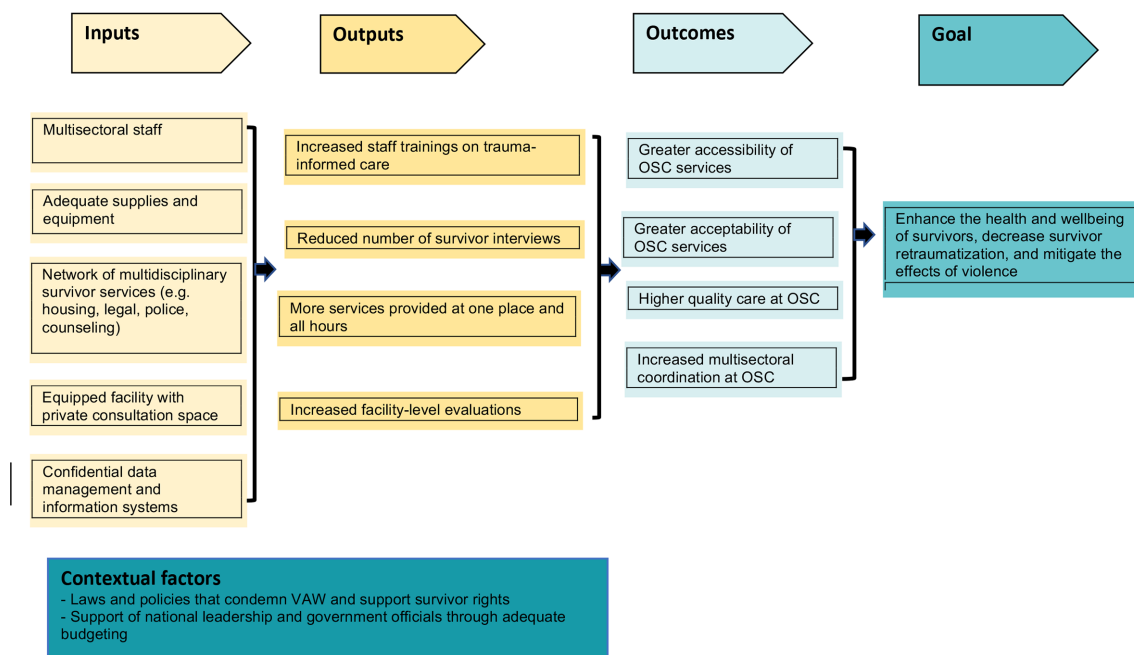 Inputs
Outputs
Outcomes
Goal
Multisectoral staff
Adequate supplies and
equipment
Network of multidisciplinary
survivor services (e.g.
housing, legal, police,
counseling)
Equipped facility with
private consultation space
Confidential data
management and
information systems
Increased staff trainings on trauma-
informed care
Reduced number of survivor interviews
More services provided at one place and
all hours
Increased facility-level evaluations
Greater accessibility of
OSC services
Greater acceptability of
OSC services
Higher quality care at OSC
Increased multisectoral
coordination at OSC
Enhance the health and wellbeing
of survivors, decrease survivor
retraumatization, and mitigate the
effects of violence
Contextual factors
- Laws and policies that condemn VAW and support survivor rights
- Support of national leadership and government officials through adequate
budgeting